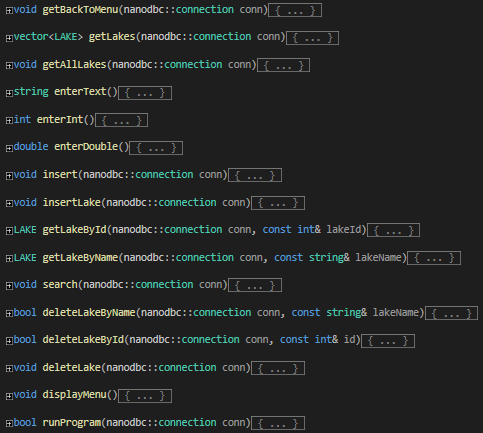 void getBackToMenu(nanodbc::connection conn){ ... }
vector<LAKE> getLakes(nanodbc::connection conn){ ... }
void getAllLakes(nanodbc::connection conn){ ... }
string enterText(){ ... }
int enterInt(){ ... }
double enterDouble(){ ... }
void insert(nanodbc::connection conn){ ... }
void insertLake(nanodbc::connection conn){ ... }
LAKE getLakeById(nanodbc::connection conn, const int& lakeId){ ... }
LAKE getLakeByName(nanodbc::connection conn, const string& lakeName){ ... }
void search(nanodbc::connection conn){ ... }
bool deleteLakeByName(nanodbc::connection conn, const string& lakeName){ ... }
bool deleteLakeById(nanodbc::connection conn, const int& id){ ... }
void deleteLake(nanodbc::connection conn){ ... }
void displayMenu(){ ... }
bool runProgram(nanodbc::connection conn){ ... }